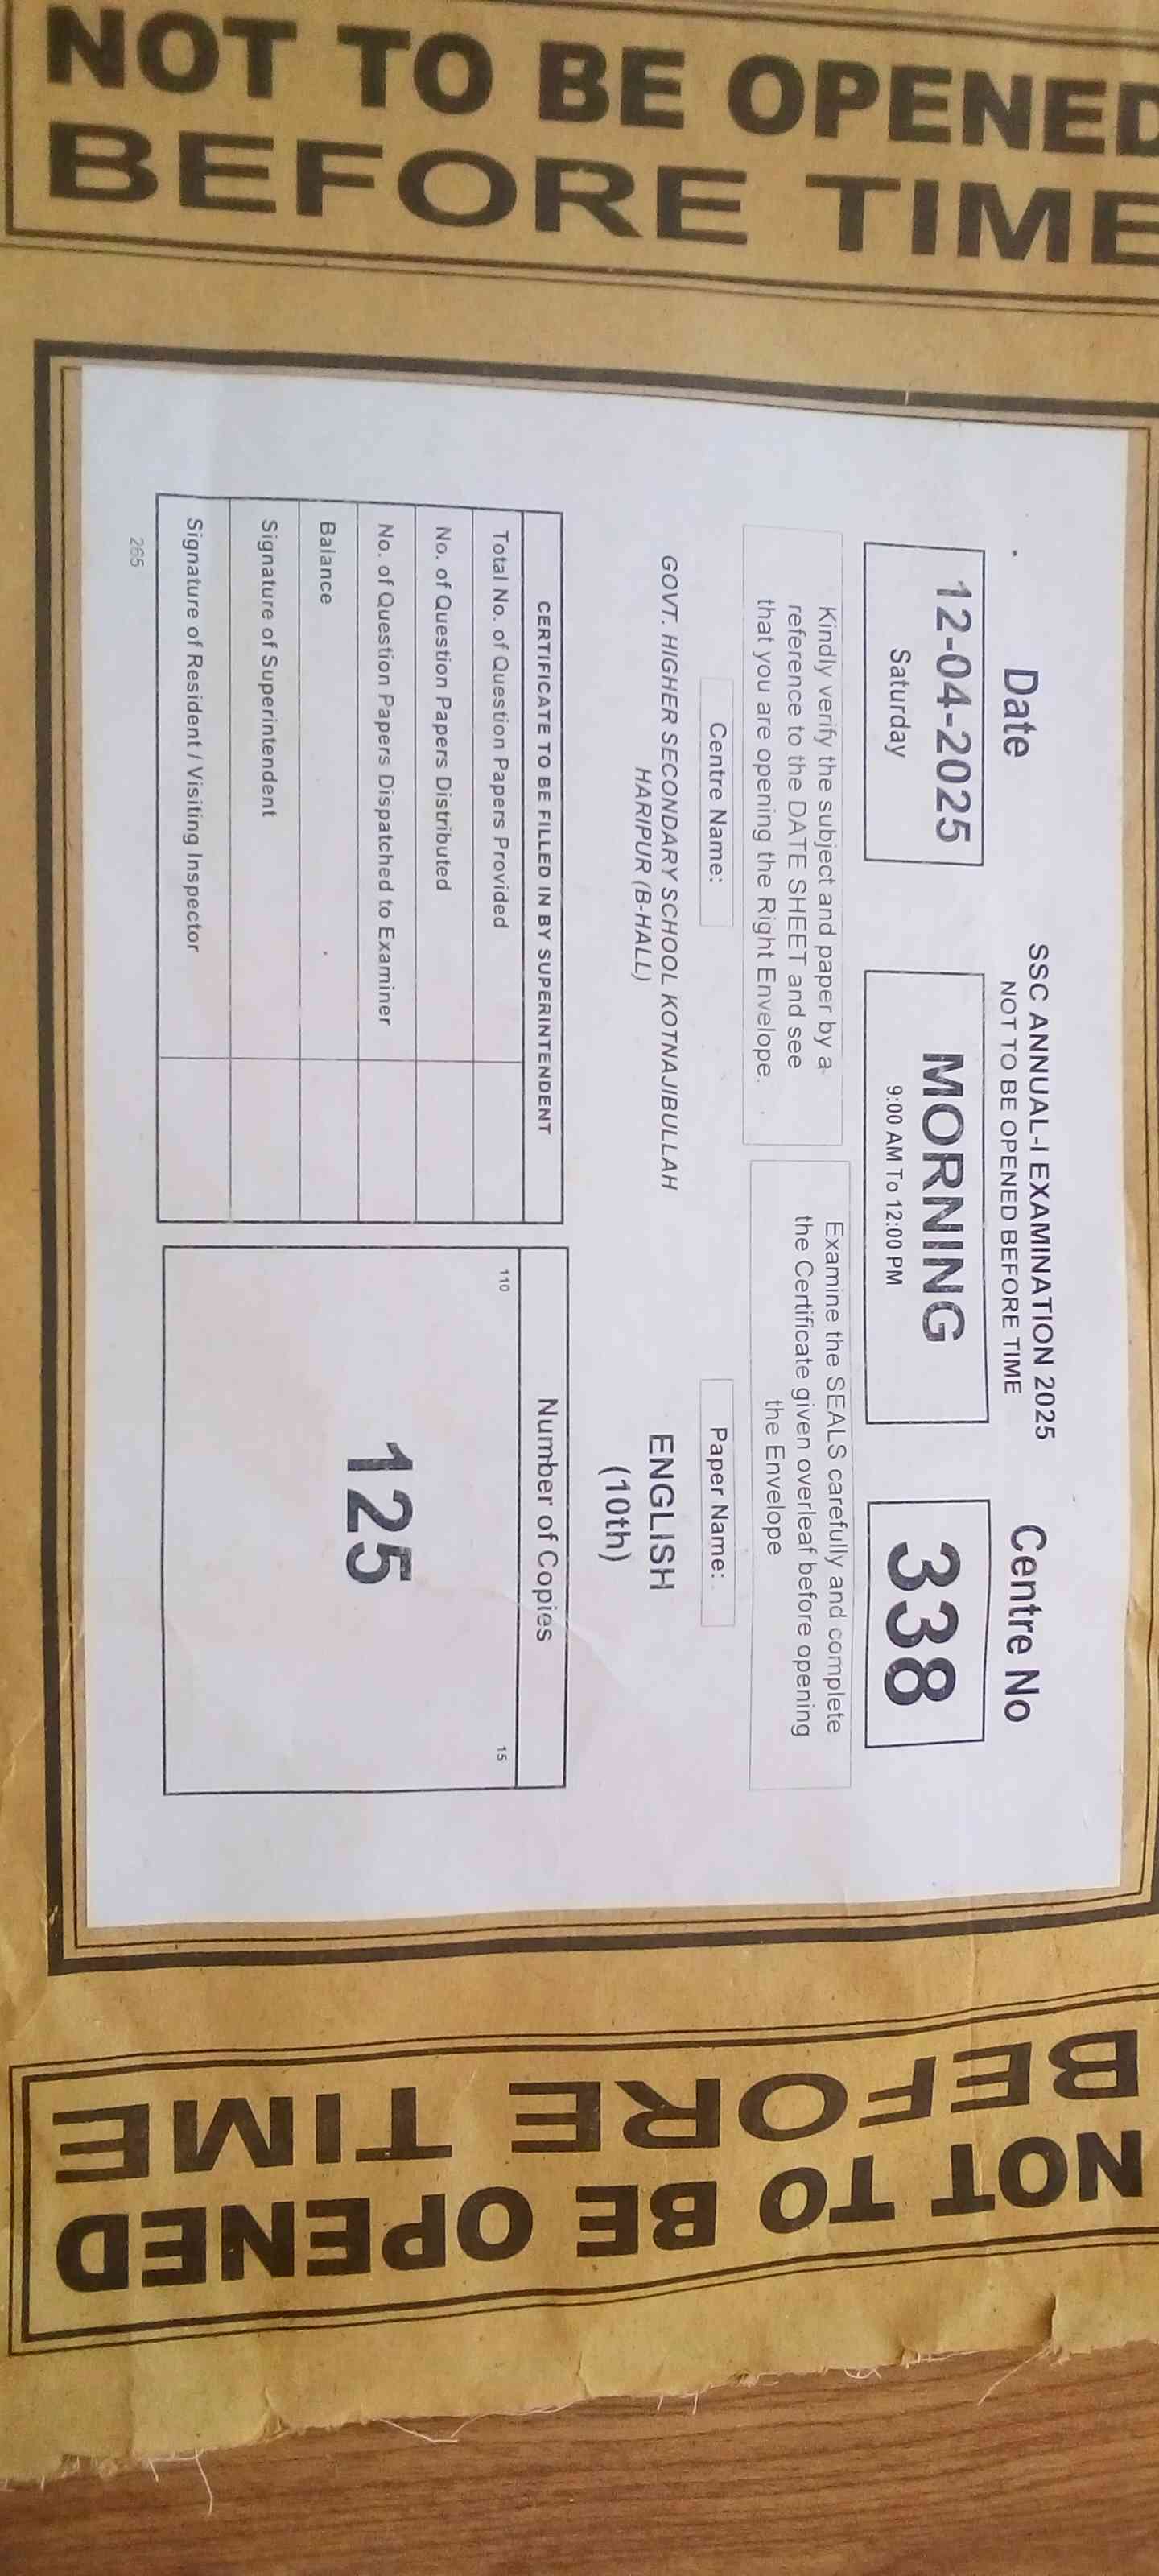 NOT TO BE OPENED
BEFORE TIME
SSC ANNUAL-I EXAMINATION 2025
NOT TO BE OPENED BEFORE TIME
Date
12-04-2025
Saturday
MORNING
9:00 AM To 12:00 PM
Centre No
338
Kindly verify the subject and paper by a
reference to the DATE SHEET and see
that you are opening the Right Envelope.
Examine the SEALS carefully and complete
the Certificate given overleaf before opening
the Envelope
Centre Name:
GOVT. HIGHER SECONDARY SCHOOL KOTNAJIBULLAH
HARIPUR (B-HALL)
Paper Name:
ENGLISH
(10th)
CERTIFICATE TO BE FILLED IN BY SUPERINTENDENT
Total No. of Question Papers Provided
No. of Question Papers Distributed
No. of Question Papers Dispatched to Examiner
Balance
Signature of Superintendent
Signature of Resident / Visiting Inspector
Number of Copies
110
15
125
265
NOT TO BE OPENED
BEFORE TIME